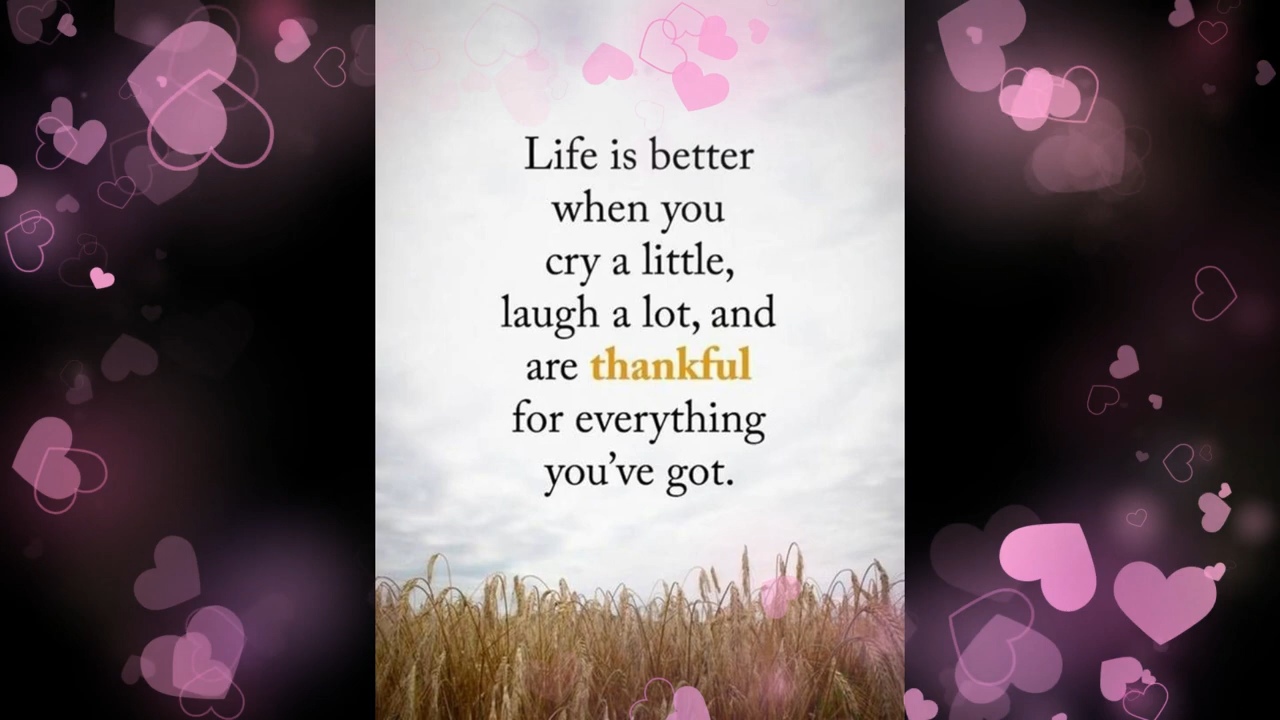 Life is better
when you
cry a little,
laugh a lot, and
are thankful
for everything
you’ve got.